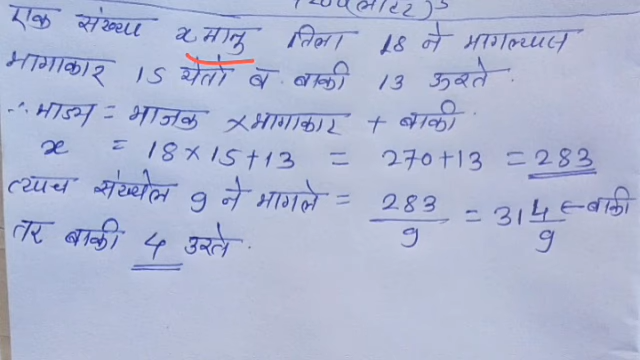 एक संख्या x मानु तिला 18 ने भागल्यास
भागाकार 15 येतो व बाकी 13 उरते.
∴ भाज्य = भाजक × भागाकार + बाकी
x = 18 × 15 + 13 = 270 + 13 = 283
त्याच संख्येला 9 ने भागले = 283/9 = 31 4/9 ← बाकी
तर बाकी 4 उरते.